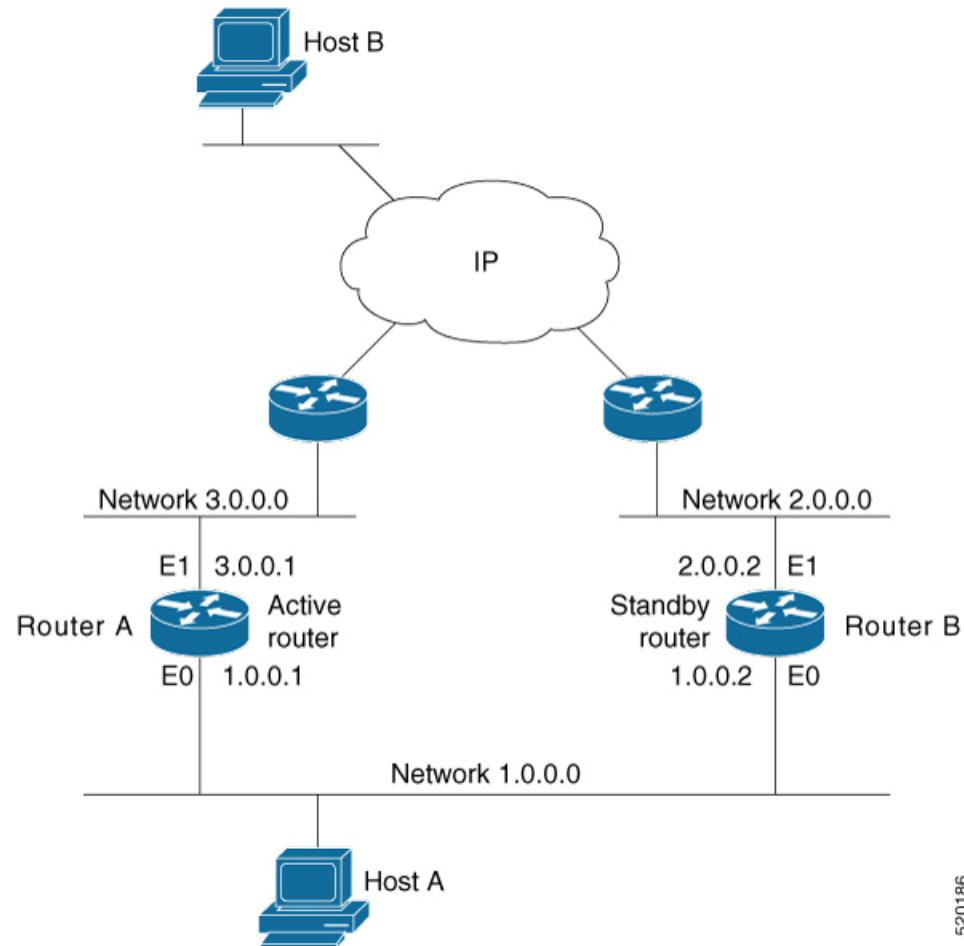 Host B
IP
Network 3.0.0.0
Network 2.0.0.0
E1 3.0.0.1
2.0.0.2 E1
Router A
Active
router
Standby
router
Router B
E0 1.0.0.1
1.0.0.2 E0
Network 1.0.0.0
Host A
520186